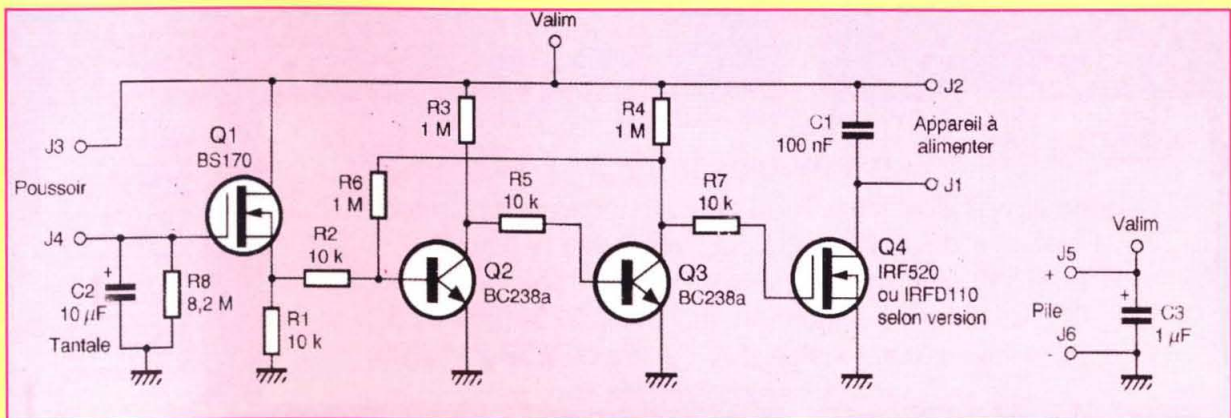 Valim
J3
Poussoir
J4
Q1
BS170
C2
10 µF
Tantale
R8
8,2 M
R2
10 k
R1
10 k
R6
1 M
R3
1 M
R5
10 k
Q2
BC238a
R4
1 M
R7
10 k
Q3
BC238a
C1
100 nF
J2
Appareil à
alimenter
J1
Q4
IRF520
ou IRFD110
selon version
Valim
J5
+
Pile
J6
-
+
C3
1 µF
+